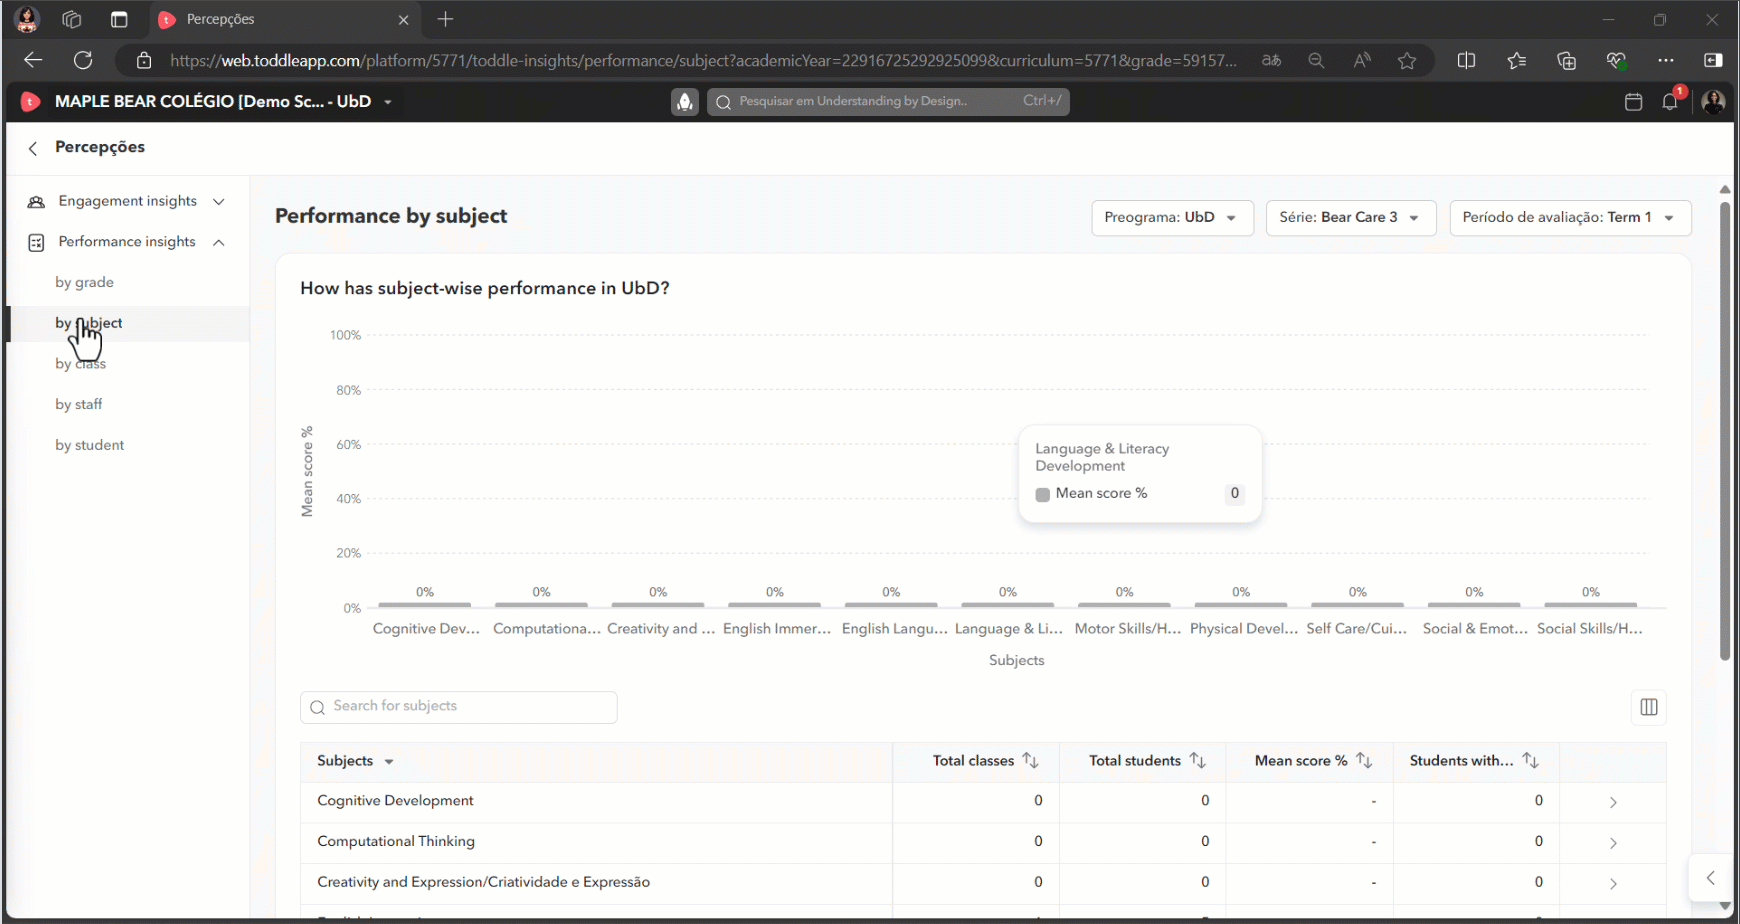 Percepções
https://web.toddleapp.com/platform/5771/toddle-insights/performance/subject?academicYear=22916725292925099&curriculum=5771&grade=59157...
MAPLE BEAR COLÉGIO [Demo Sc... - UbD
Pesquisar em Understanding by Design..
Ctrl+/
1
Percepções
Engagement insights
Performance insights
by grade
by subject
by class
by staff
by student
Performance by subject
Preograma: UbD
Série: Bear Care 3
Período de avaliação: Term 1
How has subject-wise performance in UbD?
Mean score %
100%
80%
60%
40%
20%
0%
Language & Literacy
Development
Mean score % 0
0% 0% 0% 0% 0% 0% 0% 0% 0% 0% 0%
Cognitive Dev... Computationa... Creativity and ... English Immer... English Langu... Language & Li... Motor Skills/H... Physical Devel... Self Care/Cui... Social & Emot... Social Skills/H...
Subjects
Search for subjects
Subjects Total classes Total students Mean score % Students with...
Cognitive Development 0 0 - 0
Computational Thinking 0 0 - 0
Creativity and Expression/Criatividade e Expressão 0 0 - 0